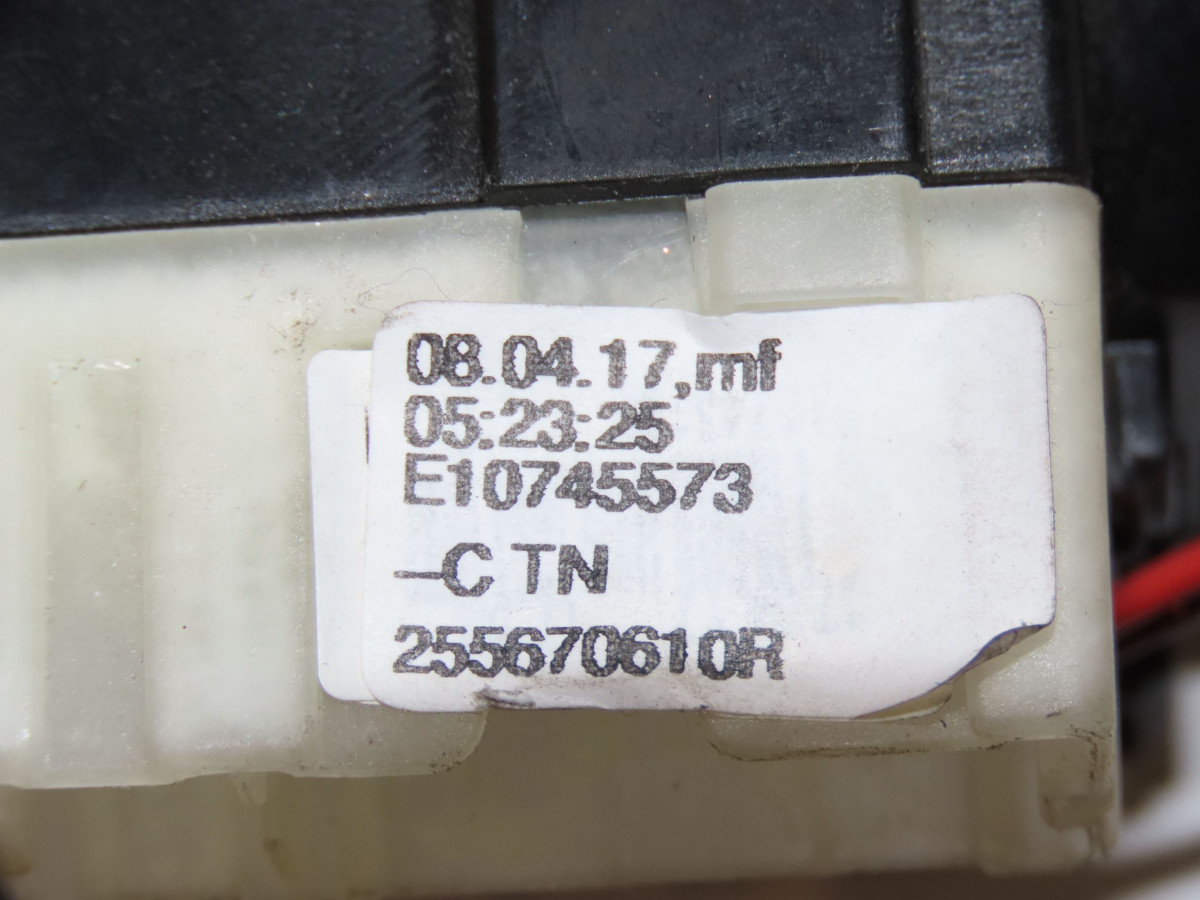 08.04.17,mf
05:23:25
E10745573
–C TN
255670610R